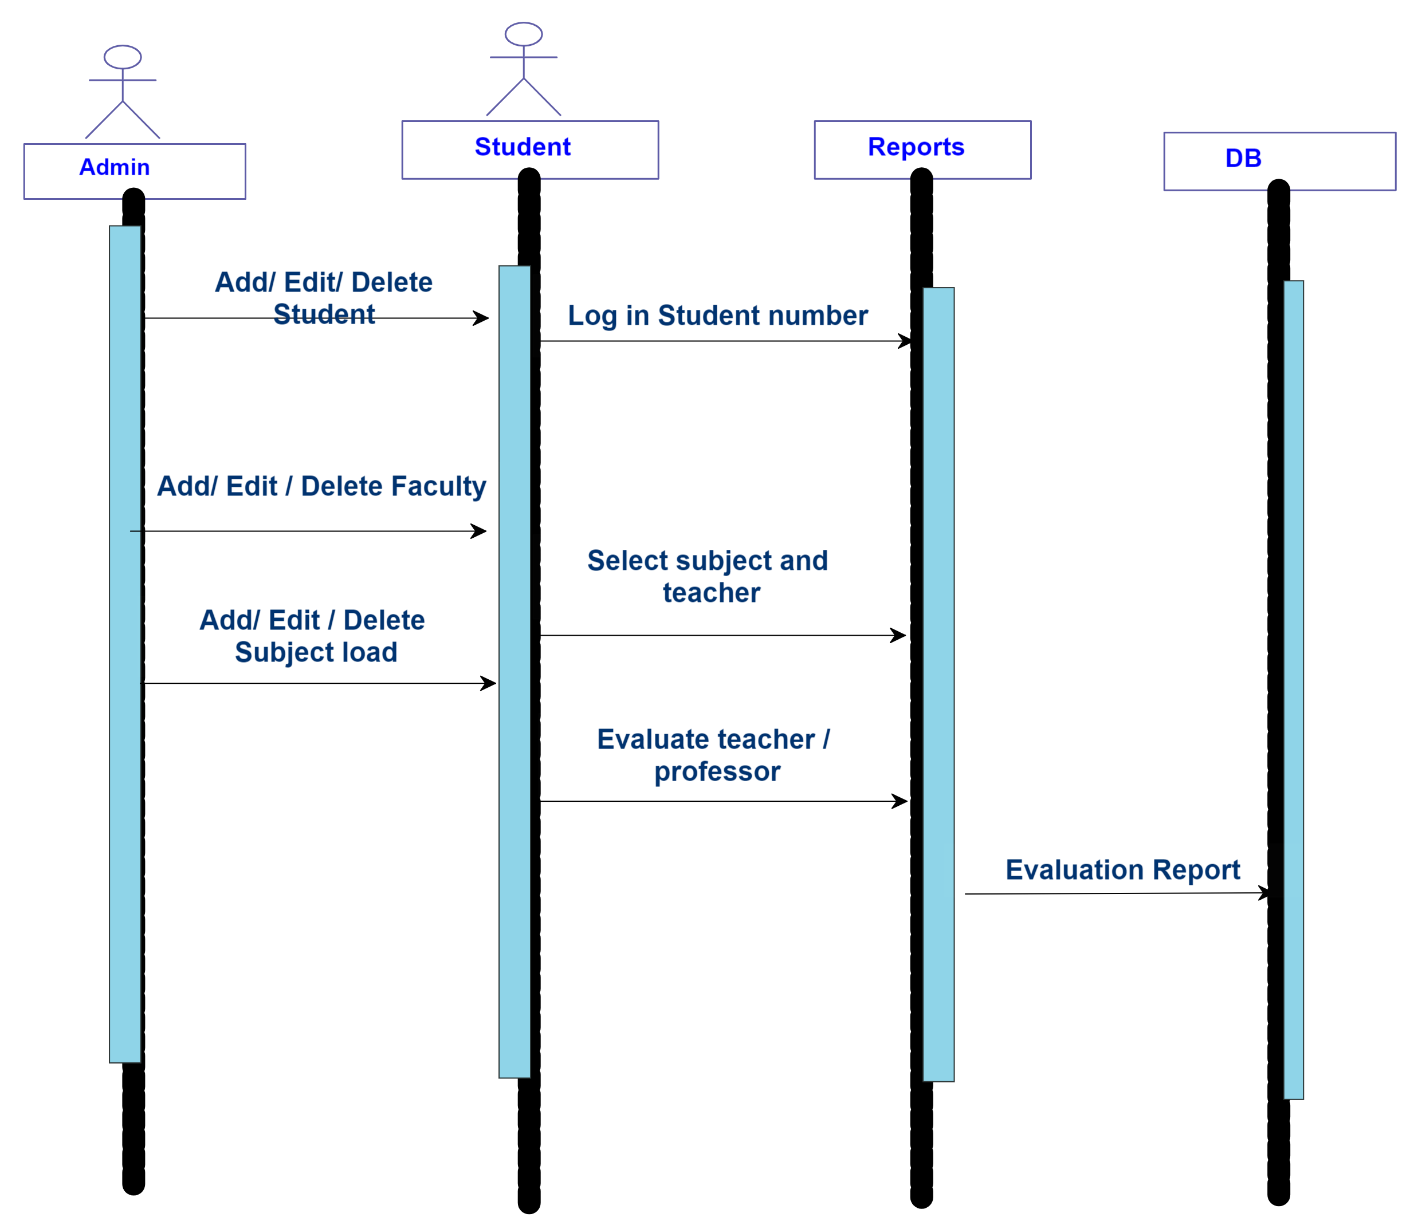 Admin
Student
Reports
DB
Add/ Edit/ Delete
Student
Log in Student number
Add/ Edit / Delete Faculty
Select subject and
teacher
Add/ Edit / Delete
Subject load
Evaluate teacher /
professor
Evaluation Report